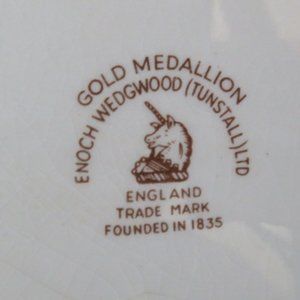 GOLD MEDALLION
ENOCH WEDGWOOD (TUNSTALL) LTD
ENGLAND
TRADE MARK
FOUNDED IN 1835